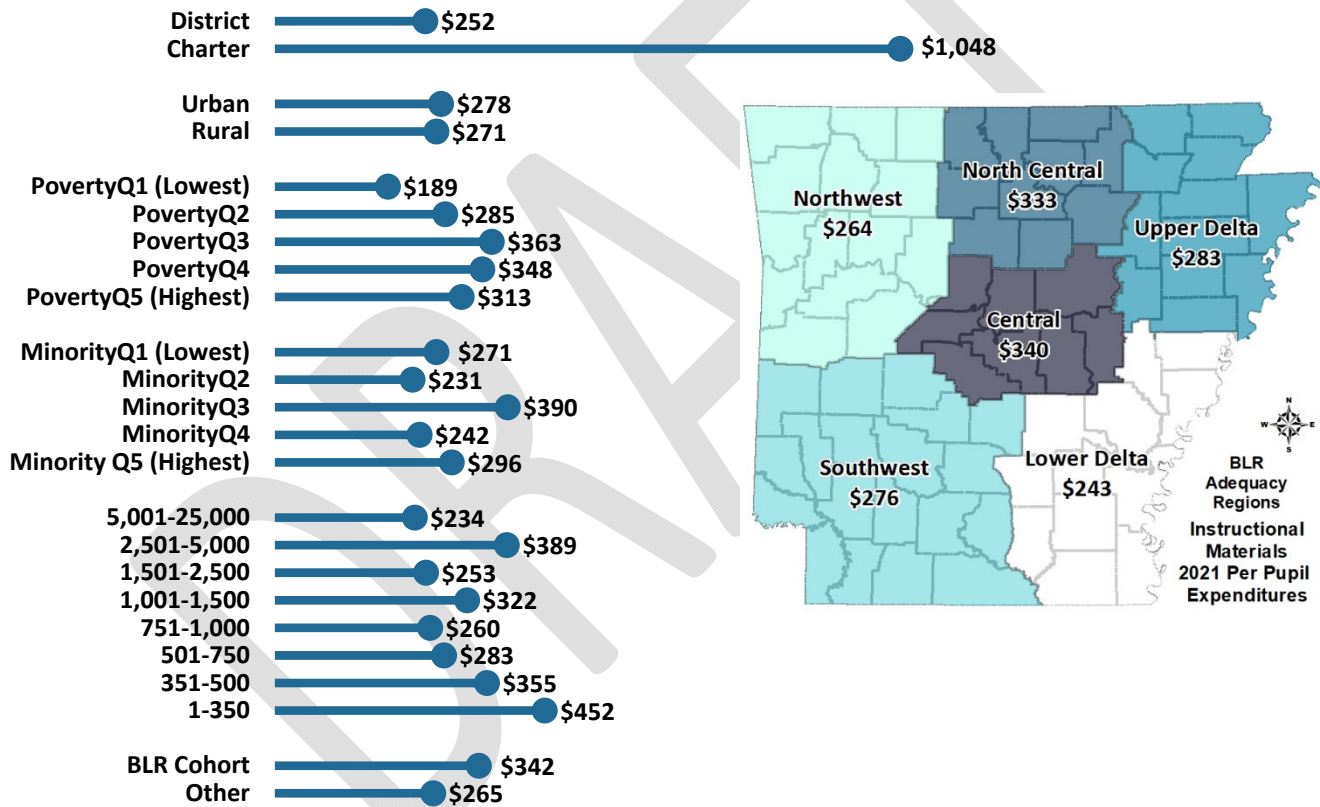 District $252
Charter $1,048
Urban $278
Rural $271
PovertyQ1 (Lowest) $189
PovertyQ2 $285
PovertyQ3 $363
PovertyQ4 $348
PovertyQ5 (Highest) $313
MinorityQ1 (Lowest) $271
MinorityQ2 $231
MinorityQ3 $390
MinorityQ4 $242
Minority Q5 (Highest) $296
5,001-25,000 $234
2,501-5,000 $389
1,501-2,500 $253
1,001-1,500 $322
751-1,000 $260
501-750 $283
351-500 $355
1-350 $452
BLR Cohort $342
Other $265
North Central
$333
Northwest
$264
Upper Delta
$283
Central
$340
Southwest
$276
Lower Delta
$243
N
W E
S
BLR
Adequacy
Regions
Instructional
Materials
2021 Per Pupil
Expenditures
DRAFT